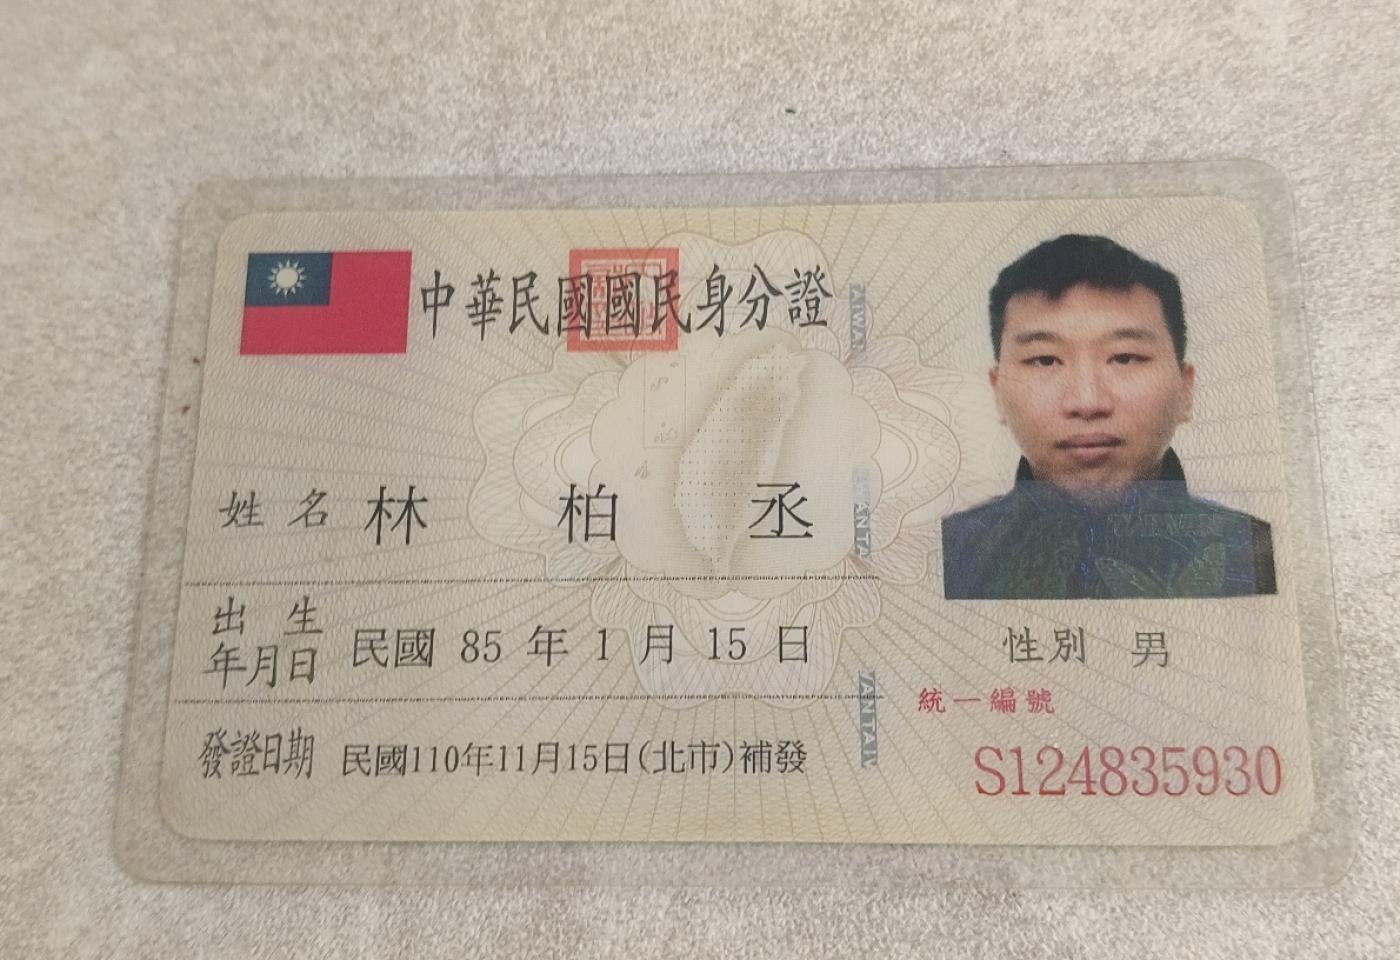 中華民國國民身分證
姓名 林 柏 丞
出生年月日 民國 85 年 1 月 15 日
發證日期 民國110年11月15日(北市)補發
性別 男
統一編號
S124835930
TAIWAN